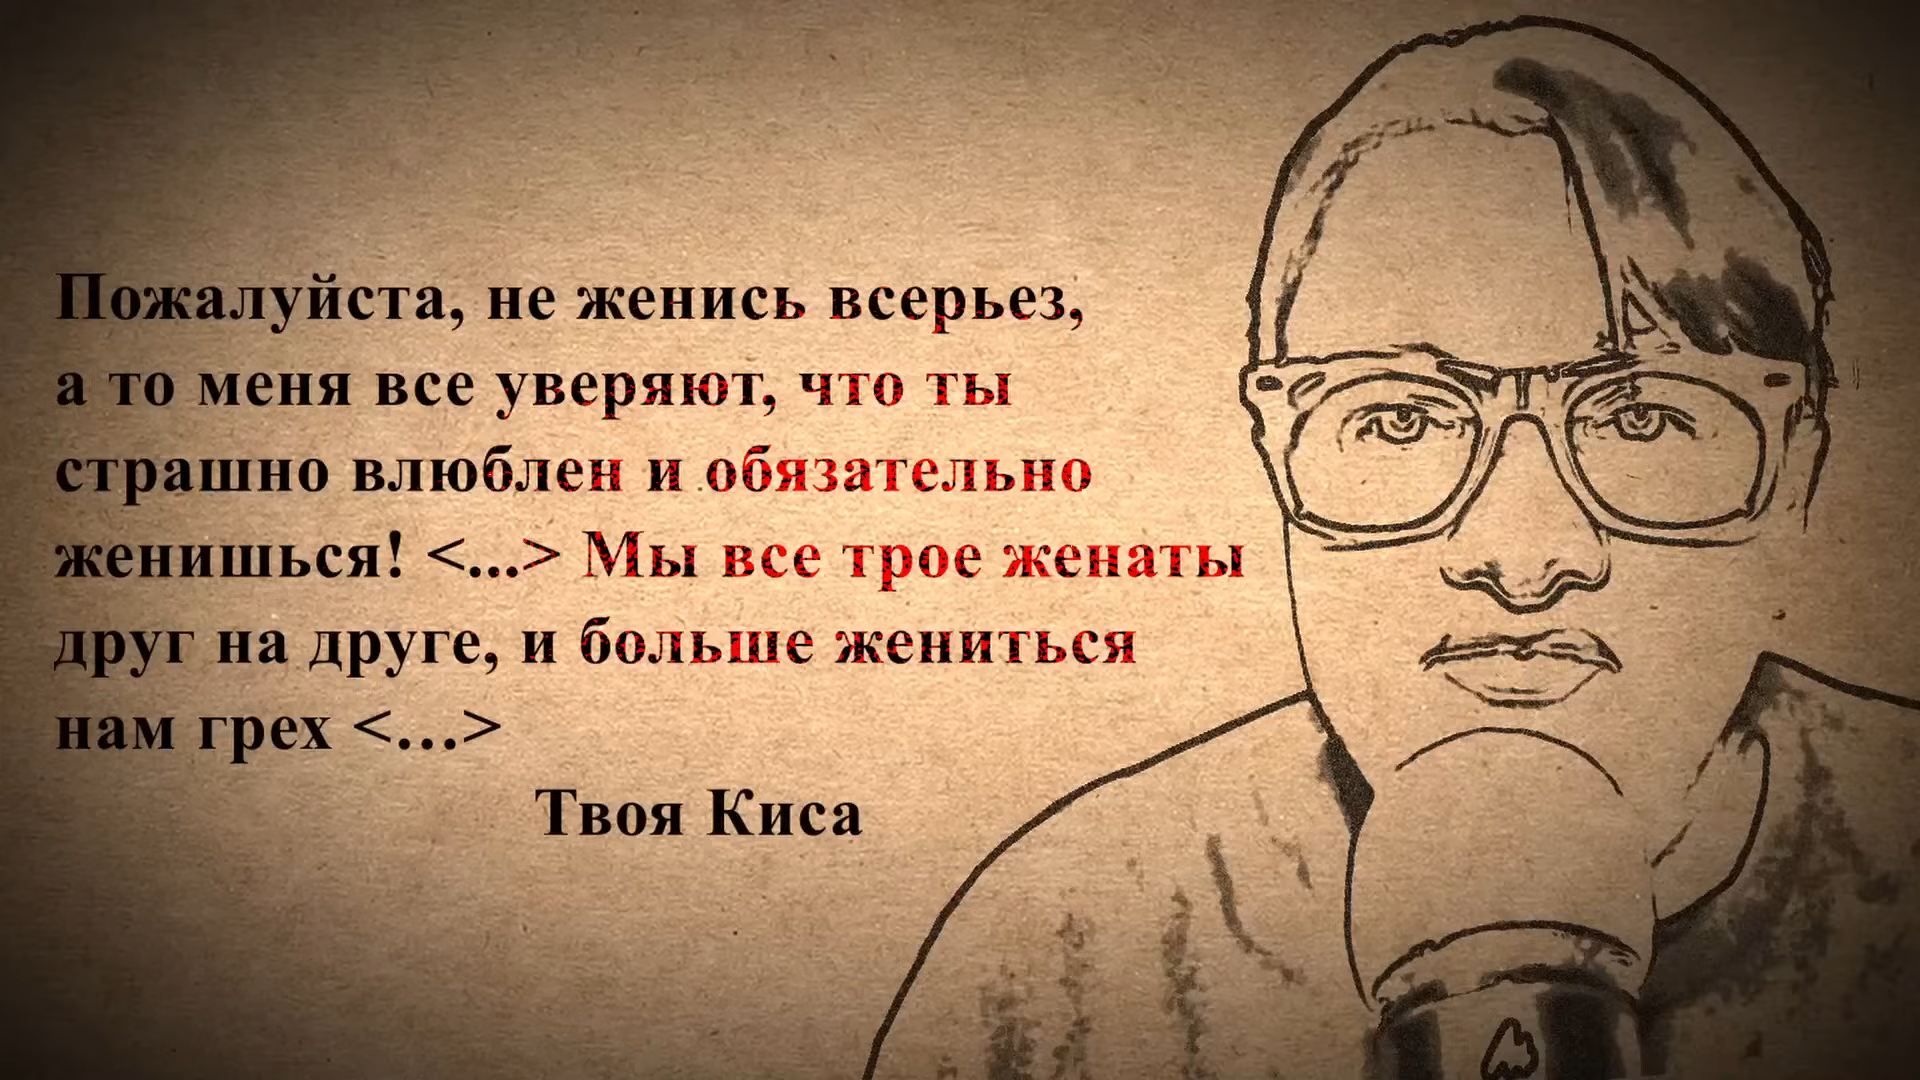 Пожалуйста, не женись всерьез,
а то меня все уверяют, что ты
страшно влюблен и обязательно
женишься! <...> Мы все трое женаты
друг на друге, и больше жениться
нам грех <...>
Твоя Киса